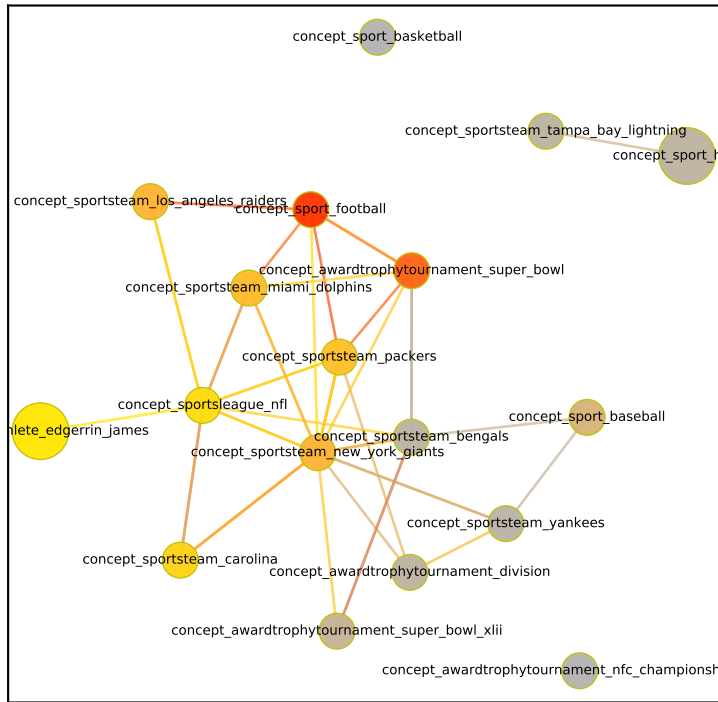 concept_sport_basketball
concept_sportsteam_tampa_bay_lightning
concept_sport_h
concept_sportsteam_los_angeles_raiders
concept_sport_football
concept_awardtrophytournament_super_bowl
concept_sportsteam_miami_dolphins
concept_sportsteam_packers
concept_sportsleague_nfl
concept_sport_baseball
hlete_edgerrin_james
concept_sportsteam_bengals
concept_sportsteam_new_york_giants
concept_sportsteam_yankees
concept_sportsteam_carolina
concept_awardtrophytournament_division
concept_awardtrophytournament_super_bowl_xlii
concept_awardtrophytournament_nfc_championsh